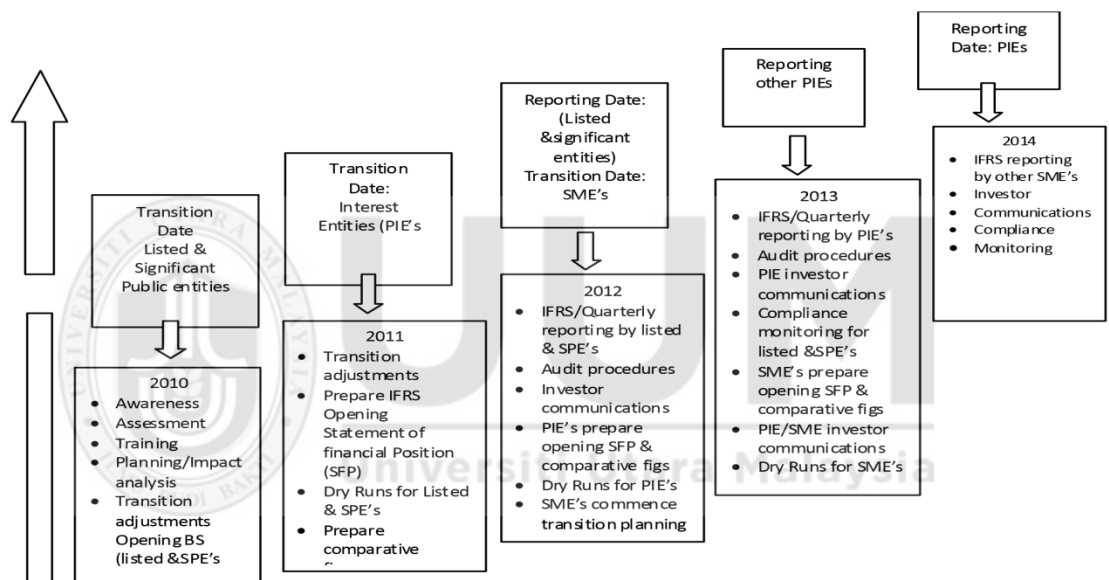 Transition
Date
Listed &
Significant
Public entities
2010
• Awareness
• Assessment
• Training
• Planning/Impact
analysis
• Transition
adjustments
Opening BS
(listed &SPE's
Transition
Date:
Interest
Entities (PIE's
2011
• Transition
adjustments
• Prepare IFRS
Opening
Statement of
financial Position
(SFP)
• Dry Runs for Listed
& SPE's
• Prepare
comparative
Reporting Date:
(Listed
&significant
entities)
Transition Date:
SME's
2012
• IFRS/Quarterly
reporting by listed
& SPE's
• Audit procedures
• Investor
communications
• PIE's prepare
opening SFP &
comparative figs
• Dry Runs for PIE's
• SME's commence
transition planning
Reporting
other PIEs
2013
• IFRS/Quarterly
reporting by PIE's
• Audit procedures
• PIE investor
communications
• Compliance
monitoring for
listed &SPE's
• SME's prepare
opening SFP &
comparative figs
• PIE/SME investor
communications
• Dry Runs for SME's
Reporting
Date: PIEs
2014
• IFRS reporting
by other SME's
• Investor
• Communications
• Compliance
• Monitoring
UUM
Universiti Utara Malaysia
UNIVERSITI UTARA MALAYSIA